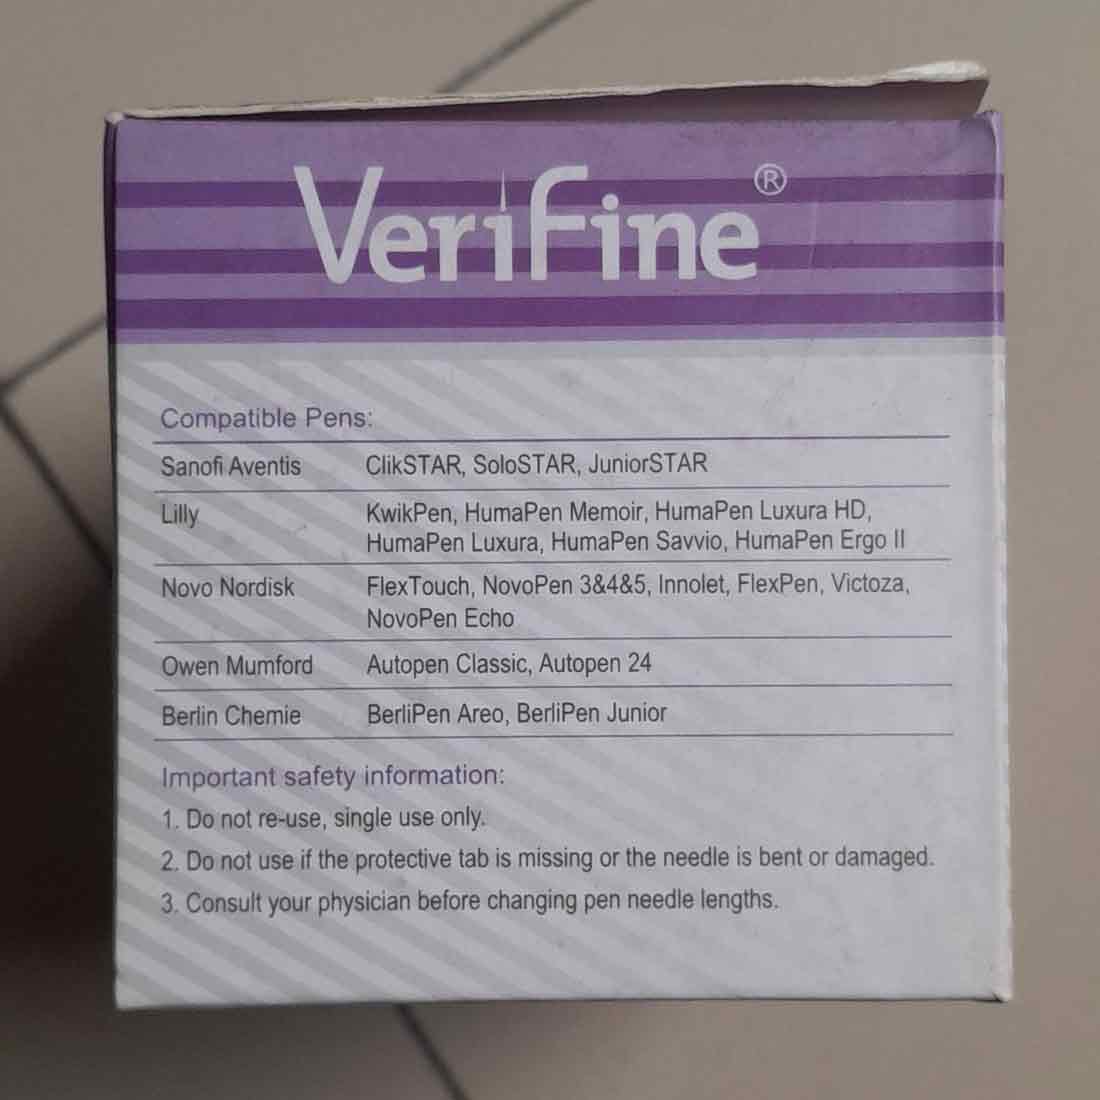 VeriFine®
Compatible Pens:
Sanofi Aventis ClikSTAR, SoloSTAR, JuniorSTAR
Lilly KwikPen, HumaPen Memoir, HumaPen Luxura HD,
HumaPen Luxura, HumaPen Savvio, HumaPen Ergo II
Novo Nordisk FlexTouch, NovoPen 3&4&5, Innolet, FlexPen, Victoza,
NovoPen Echo
Owen Mumford Autopen Classic, Autopen 24
Berlin Chemie BerliPen Areo, BerliPen Junior
Important safety information:
1. Do not re-use, single use only.
2. Do not use if the protective tab is missing or the needle is bent or damaged.
3. Consult your physician before changing pen needle lengths.